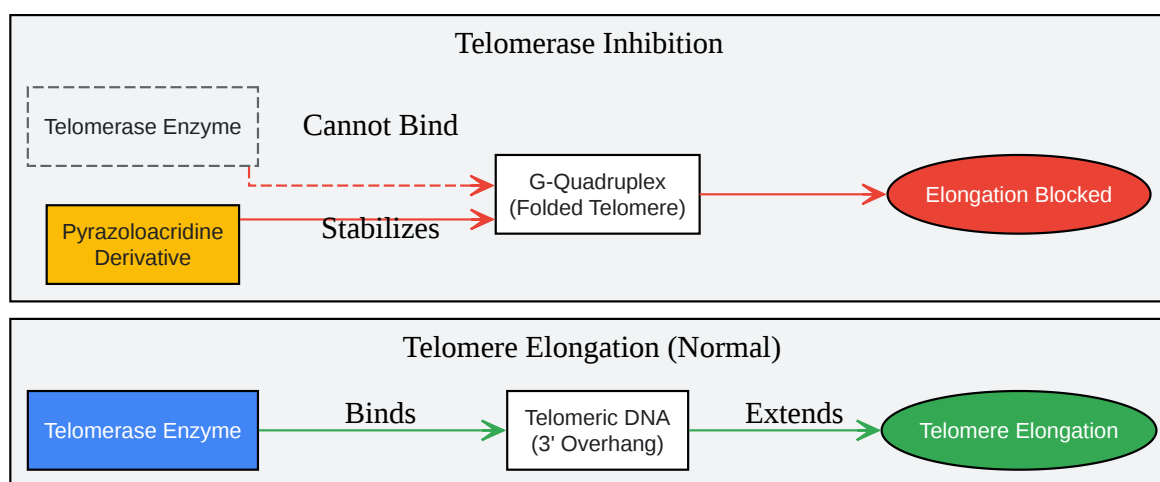 Telomerase Inhibition
Telomerase Enzyme
Cannot Bind
G-Quadruplex
(Folded Telomere)
Elongation Blocked
Pyrazoloacridine
Derivative
Stabilizes
Telomere Elongation (Normal)
Telomerase Enzyme
Binds
Telomeric DNA
(3' Overhang)
Extends
Telomere Elongation